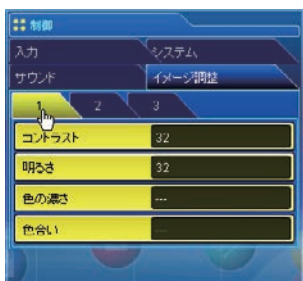 制御
入力 システム
サウンド イメージ調整
1 2 3
コントラスト 32
明るさ 32
色の濃さ ---
色合い ---